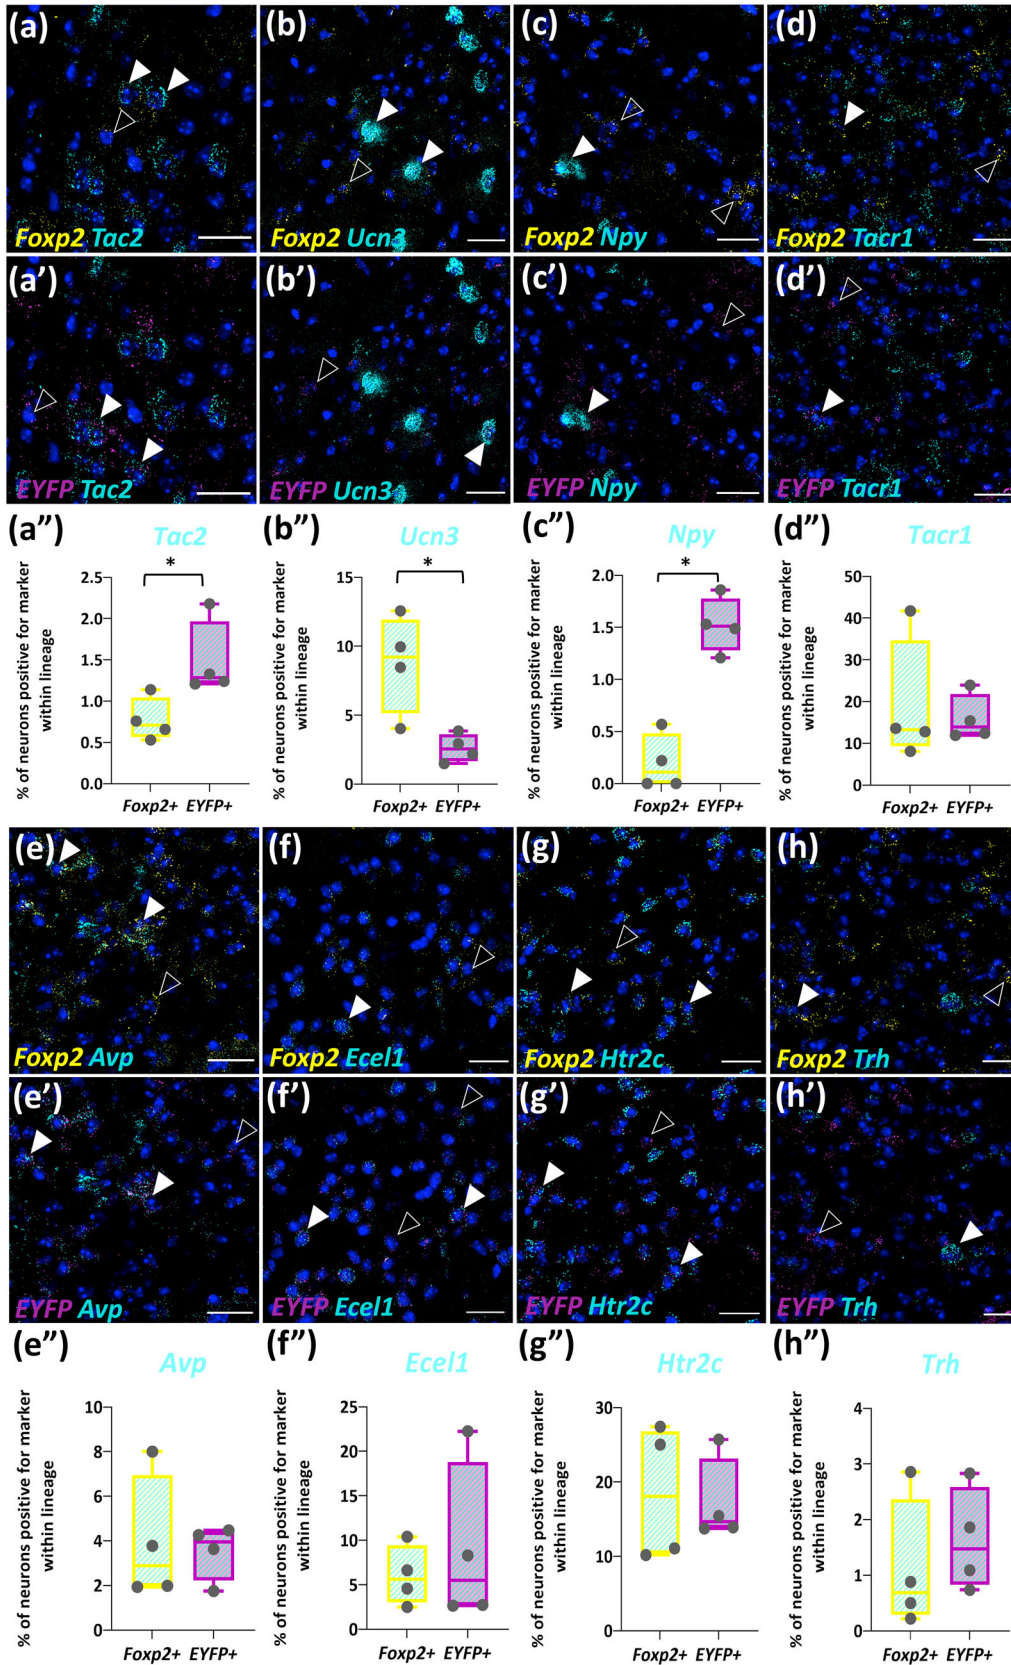 (a) (b) (c) (d)
Foxp2 Tac2 Foxp2 Ucn3 Foxp2 Npy Foxp2 Tacr1
(a') (b') (c') (d')
EYFP Tac2 EYFP Ucn3 EYFP Npy EYFP Tacr1
(a") (b") (c") (d")
Tac2 Ucn3 Npy Tacr1
% of neurons positive for marker within lineage
2.5
2.0
1.5
1.0
0.5
0.0
*
Foxp2+ EYFP+
% of neurons positive for marker within lineage
15
10
5
0
*
Foxp2+ EYFP+
% of neurons positive for marker within lineage
2.0
1.5
1.0
0.5
0.0
*
Foxp2+ EYFP+
% of neurons positive for marker within lineage
50
40
30
20
10
0
Foxp2+ EYFP+
(e) (f) (g) (h)
Foxp2 Avp Foxp2 Ecel1 Foxp2 Htr2c Foxp2 Trh
(e') (f') (g') (h')
EYFP Avp EYFP Ecel1 EYFP Htr2c EYFP Trh
(e") (f") (g") (h")
Avp Ecel1 Htr2c Trh
% of neurons positive for marker within lineage
10
8
6
4
2
0
Foxp2+ EYFP+
% of neurons positive for marker within lineage
25
20
15
10
5
0
Foxp2+ EYFP+
% of neurons positive for marker within lineage
30
20
10
0
Foxp2+ EYFP+
% of neurons positive for marker within lineage
4
3
2
1
0
Foxp2+ EYFP+